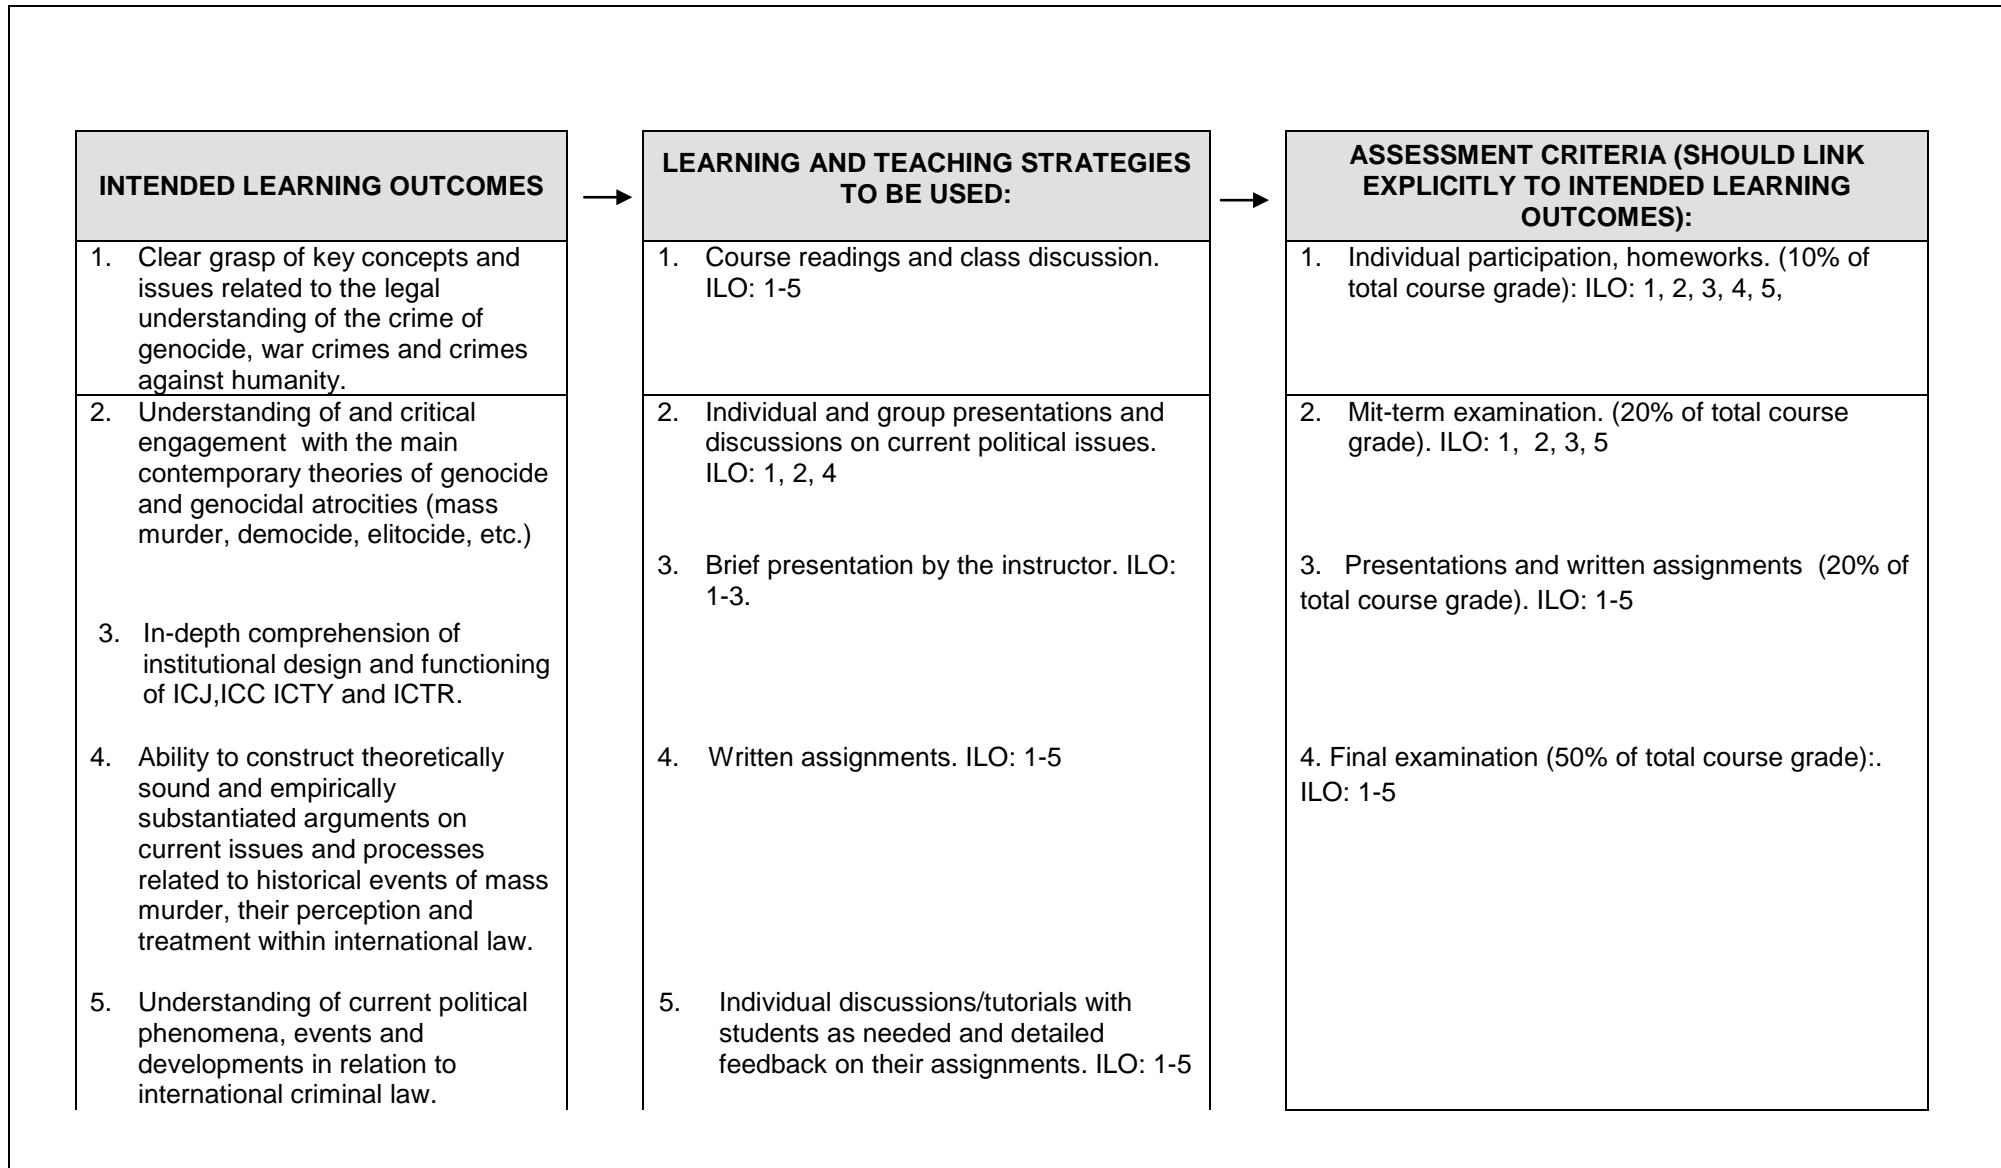 INTENDED LEARNING OUTCOMES
1. Clear grasp of key concepts and
issues related to the legal
understanding of the crime of
genocide, war crimes and crimes
against humanity.
2. Understanding of and critical
engagement  with the main
contemporary theories of genocide
and genocidal atrocities (mass
murder, democide, elitocide, etc.)
3. In-depth comprehension of
institutional design and functioning
of ICJ,ICC ICTY and ICTR.
4. Ability to construct theoretically
sound and empirically
substantiated arguments on
current issues and processes
related to historical events of mass
murder, their perception and
treatment within international law.
5. Understanding of current political
phenomena, events and
developments in relation to
international criminal law.
LEARNING AND TEACHING STRATEGIES
TO BE USED:
1. Course readings and class discussion.
ILO: 1-5
2. Individual and group presentations and
discussions on current political issues.
ILO: 1, 2, 4
3. Brief presentation by the instructor. ILO:
1-3.
4. Written assignments. ILO: 1-5
5. Individual discussions/tutorials with
students as needed and detailed
feedback on their assignments. ILO: 1-5
ASSESSMENT CRITERIA (SHOULD LINK
EXPLICITLY TO INTENDED LEARNING
OUTCOMES):
1. Individual participation, homeworks. (10% of
total course grade): ILO: 1, 2, 3, 4, 5,
2. Mit-term examination. (20% of total course
grade). ILO: 1,  2, 3, 5
3. Presentations and written assignments  (20% of
total course grade). ILO: 1-5
4. Final examination (50% of total course grade):.
ILO: 1-5